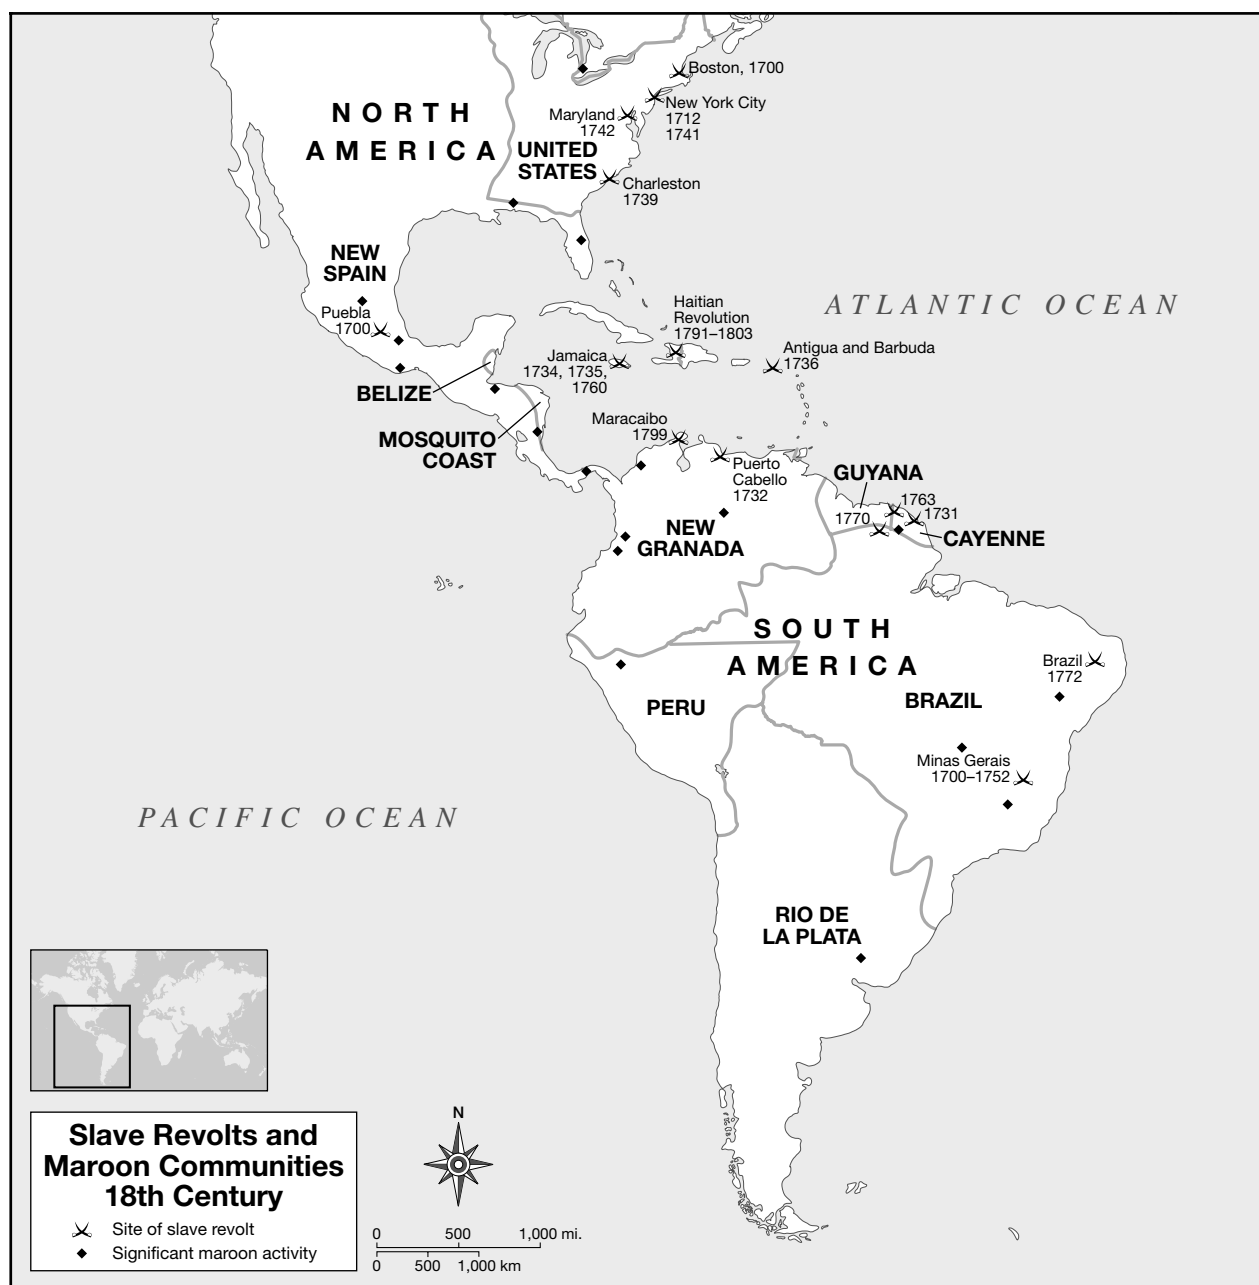 Boston, 1700
New York City
1712
1741
Maryland
1742
NORTH
AMERICA
UNITED
STATES
Charleston
1739
NEW
SPAIN
Puebla
1700
ATLANTIC OCEAN
Haitian
Revolution
1791–1803
Jamaica
1734, 1735,
1760
Antigua and Barbuda
1736
BELIZE
MOSQUITO
COAST
Maracaibo
1799
Puerto
Cabello
1732
GUYANA
1763
1731
1770
CAYENNE
NEW
GRANADA
SOUTH
AMERICA
Brazil
1772
PERU
BRAZIL
Minas Gerais
1700–1752
PACIFIC OCEAN
RIO DE
LA PLATA
Slave Revolts and
Maroon Communities
18th Century
Site of slave revolt
Significant maroon activity
N
0 500 1,000 mi.
0 500 1,000 km